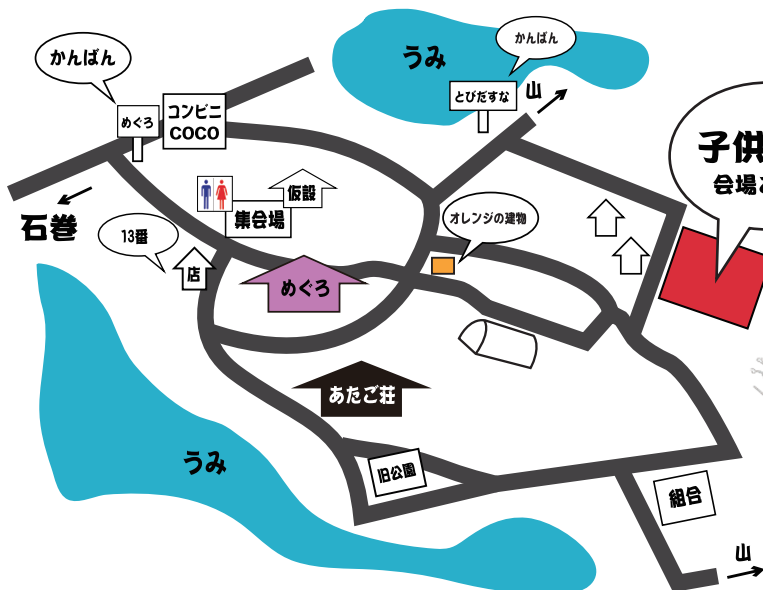 かんばん
めぐろ
コンビニ
COCO
うみ
かんばん
とびだすな
山
子供
会場
石巻
13番
店
仮設
集会場
オレンジの建物
めぐろ
あたご荘
うみ
旧公園
組合
山